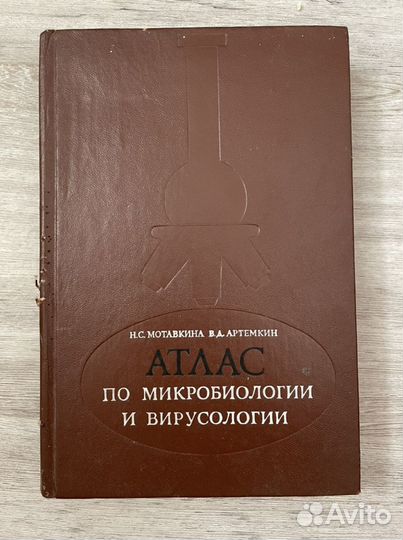 Н.С. МОТАВКИНА В.Д. АРТЕМКИН
АТЛАС
ПО МИКРОБИОЛОГИИ
И ВИРУСОЛОГИИ
Avito